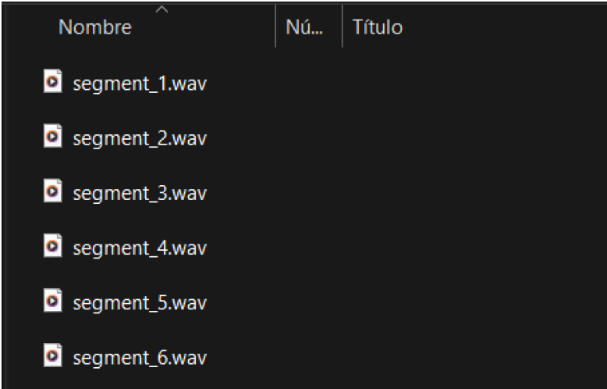 Nombre Nú... Título
segment_1.wav
segment_2.wav
segment_3.wav
segment_4.wav
segment_5.wav
segment_6.wav